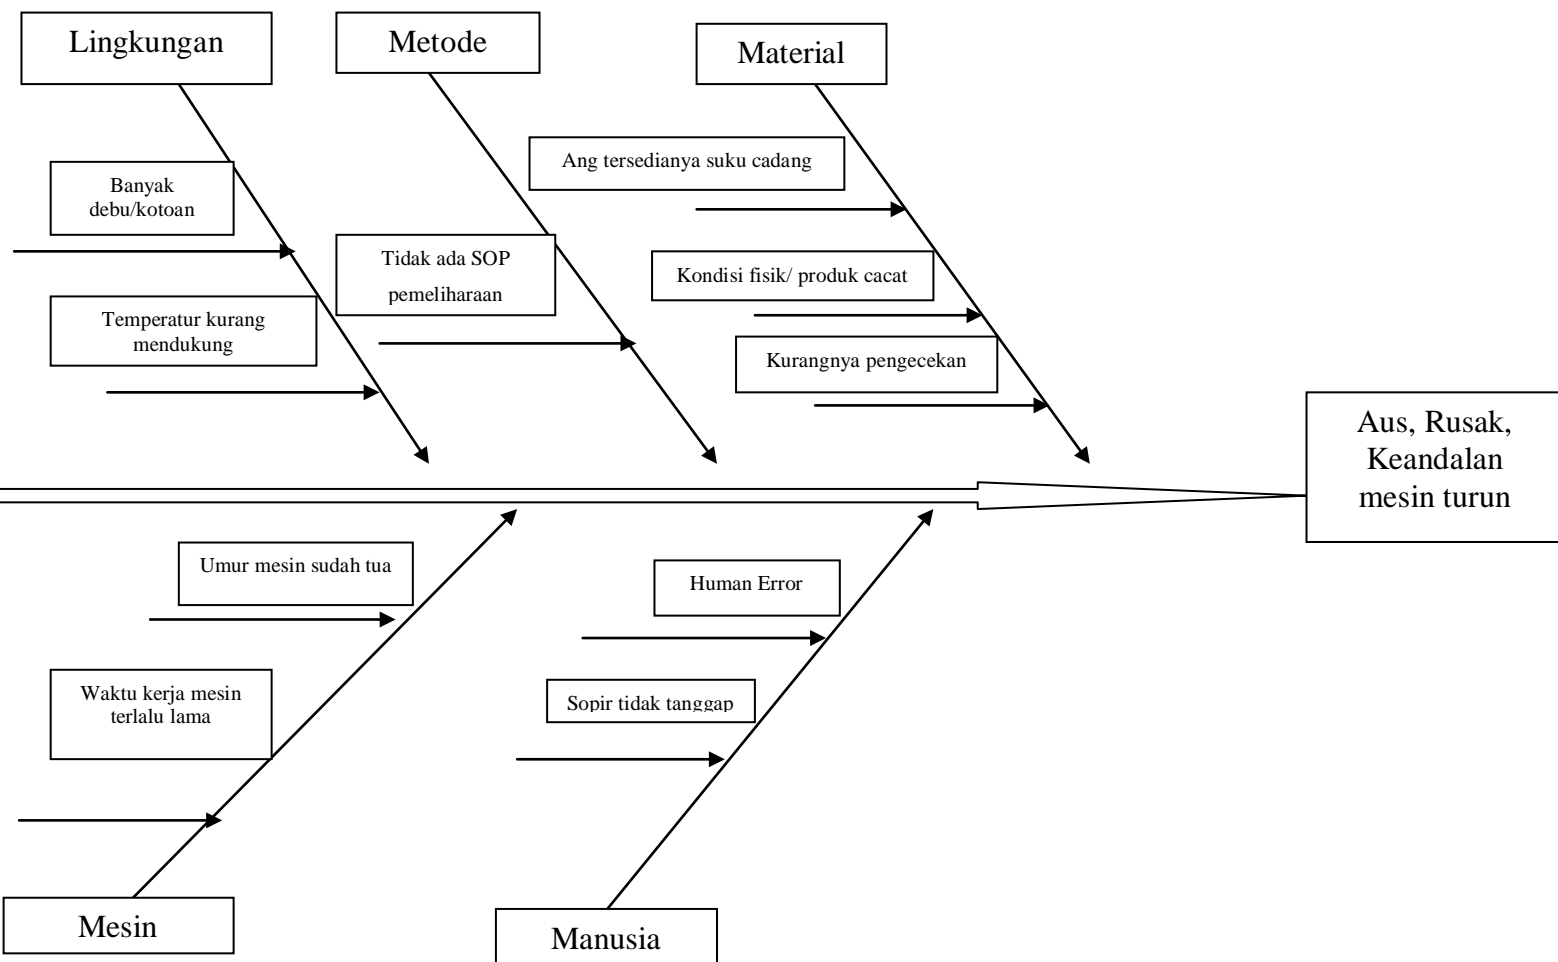 Lingkungan
Metode
Material
Ang tersedianya suku cadang
Banyak
debu/kotoan
Tidak ada SOP
pemeliharaan
Kondisi fisik/ produk cacat
Temperatur kurang
mendukung
Kurangnya pengecekan
Aus, Rusak,
Keandalan
mesin turun
Umur mesin sudah tua
Human Error
Waktu kerja mesin
terlalu lama
Sopir tidak tanggap
Mesin
Manusia